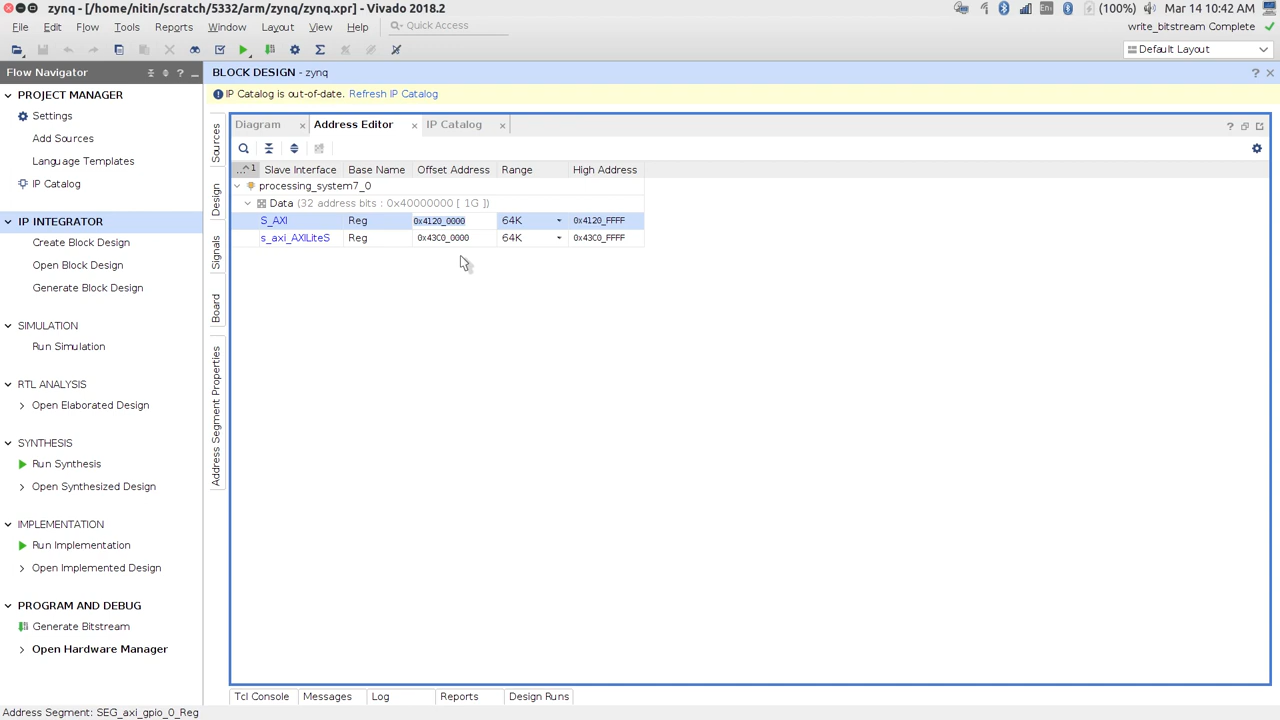 zynq - [/home/nitin/scratch/5332/arm/zynq/zynq.xpr] - Vivado 2018.2
(100%) Mar 14 10:42 AM
File Edit Flow Tools Reports Window Layout View Help Quick Access
write_bitstream Complete
Default Layout
Flow Navigator
PROJECT MANAGER
Settings
Add Sources
Language Templates
IP Catalog
IP INTEGRATOR
Create Block Design
Open Block Design
Generate Block Design
SIMULATION
Run Simulation
RTL ANALYSIS
Open Elaborated Design
SYNTHESIS
Run Synthesis
Open Synthesized Design
IMPLEMENTATION
Run Implementation
Open Implemented Design
PROGRAM AND DEBUG
Generate Bitstream
Open Hardware Manager
BLOCK DESIGN - zynq
IP Catalog is out-of-date. Refresh IP Catalog
Sources
Design
Signals
Board
Address Segment Properties
Diagram Address Editor IP Catalog
... 1 Slave Interface Base Name Offset Address Range High Address
processing_system7_0
Data (32 address bits : 0x40000000 [ 1G ])
S_AXI Reg 0x4120_0000 64K 0x4120_FFFF
s_axi_AXILiteS Reg 0x43C0_0000 64K 0x43C0_FFFF
Tcl Console Messages Log Reports Design Runs
Address Segment: SEG_axi_gpio_0_Reg